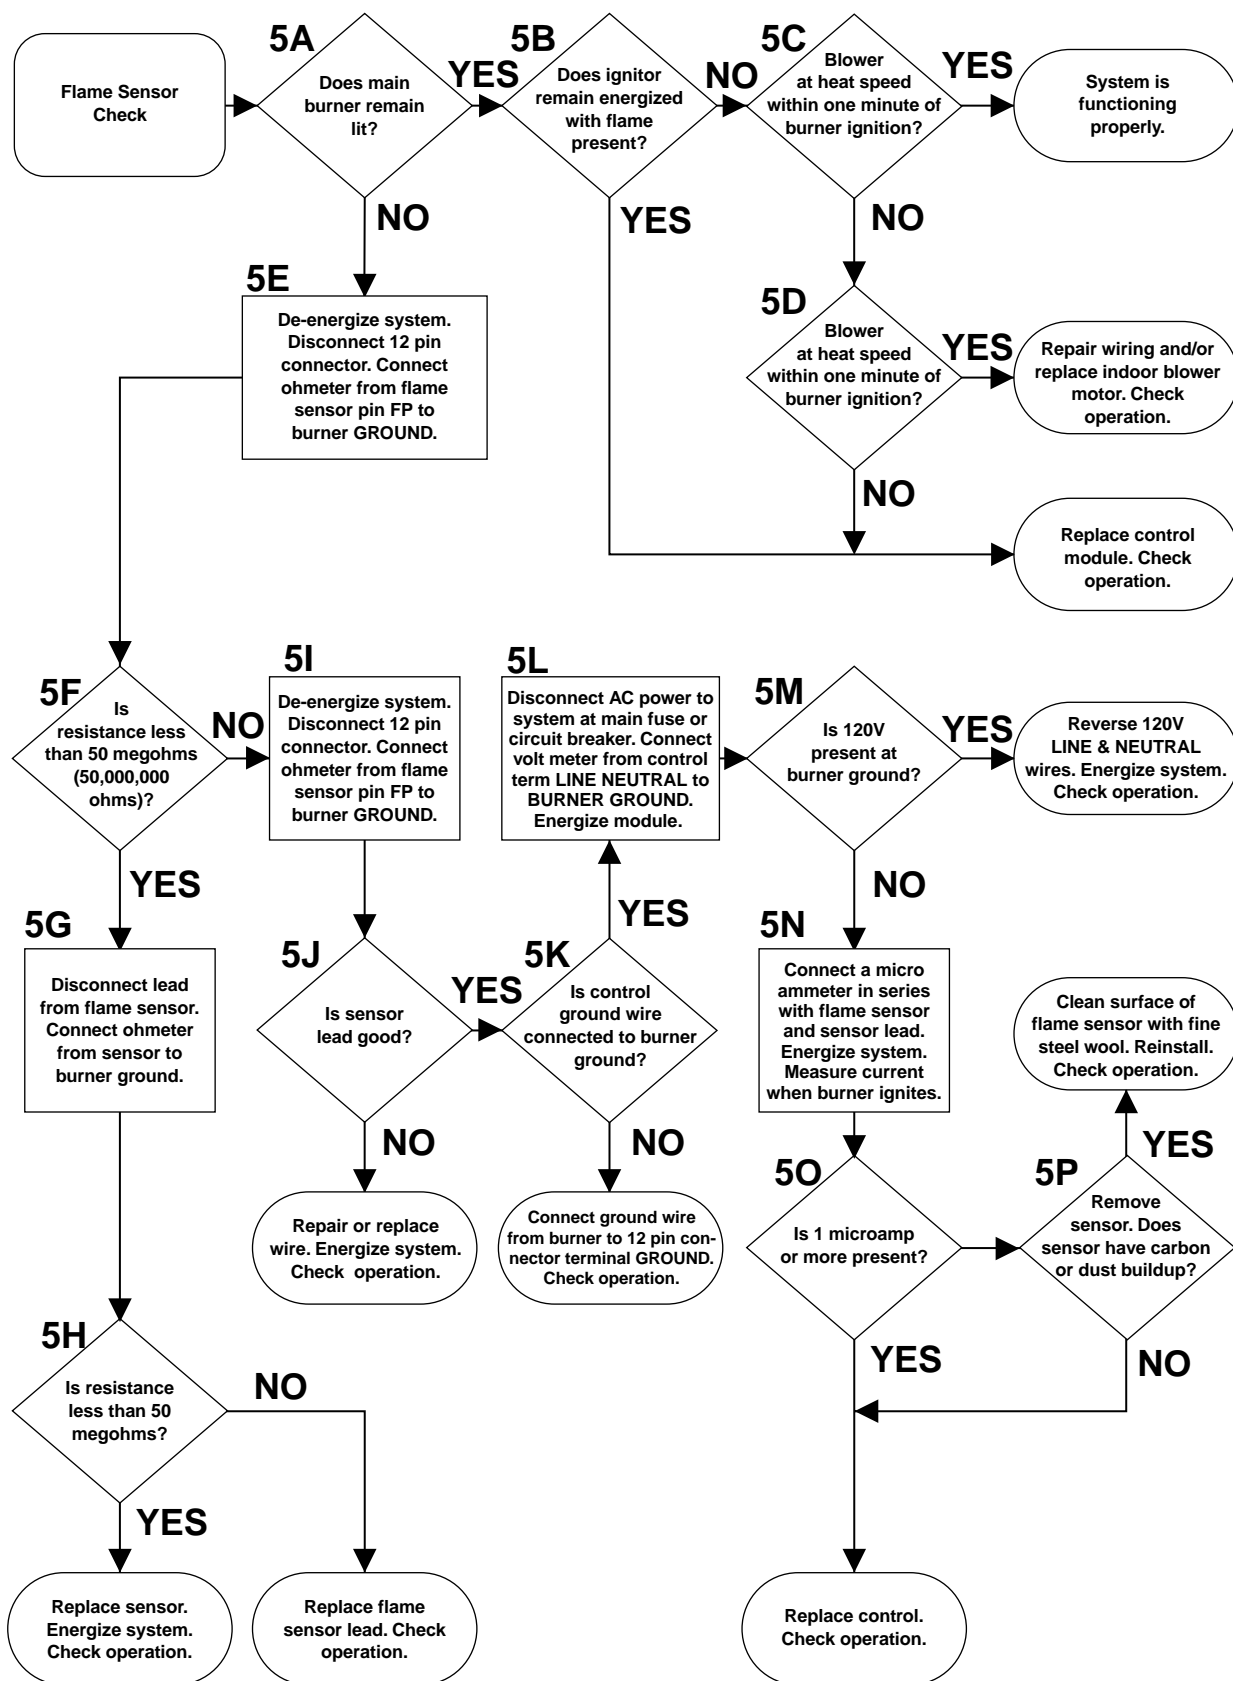 Flame Sensor
Check
5A
Does main
burner remain
lit?
YES
NO
5B
Does ignitor
remain energized
with flame
present?
NO
YES
5C
Blower
at heat speed
within one minute of
burner ignition?
YES
NO
System is
functioning
properly.
5D
Blower
at heat speed
within one minute of
burner ignition?
YES
NO
Repair wiring and/or
replace indoor blower
motor. Check
operation.
Replace control
module. Check
operation.
5E
De-energize system.
Disconnect 12 pin
connector. Connect
ohmeter from flame
sensor pin FP to
burner GROUND.
5F
Is
resistance less
than 50 megohms
(50,000,000
ohms)?
NO
YES
5G
Disconnect lead
from flame sensor.
Connect ohmeter
from sensor to
burner ground.
5H
Is resistance
less than 50
megohms?
NO
YES
Replace sensor.
Energize system.
Check operation.
Replace flame
sensor lead. Check
operation.
5I
De-energize system.
Disconnect 12 pin
connector. Connect
ohmeter from flame
sensor pin FP to
burner GROUND.
5J
Is sensor
lead good?
YES
NO
Repair or replace
wire. Energize system.
Check operation.
5K
Is control
ground wire
connected to burner
ground?
YES
NO
Connect ground wire
from burner to 12 pin con-
nector terminal GROUND.
Check operation.
5L
Disconnect AC power to
system at main fuse or
circuit breaker. Connect
volt meter from control
term LINE NEUTRAL to
BURNER GROUND.
Energize module.
5M
Is 120V
present at
burner ground?
YES
NO
Reverse 120V
LINE & NEUTRAL
wires. Energize system.
Check operation.
5N
Connect a micro
ammeter in series
with flame sensor
and sensor lead.
Energize system.
Measure current
when burner ignites.
5O
Is 1 microamp
or more present?
YES
5P
Remove
sensor. Does
sensor have carbon
or dust buildup?
YES
NO
Clean surface of
flame sensor with fine
steel wool. Reinstall.
Check operation.
Replace control.
Check operation.